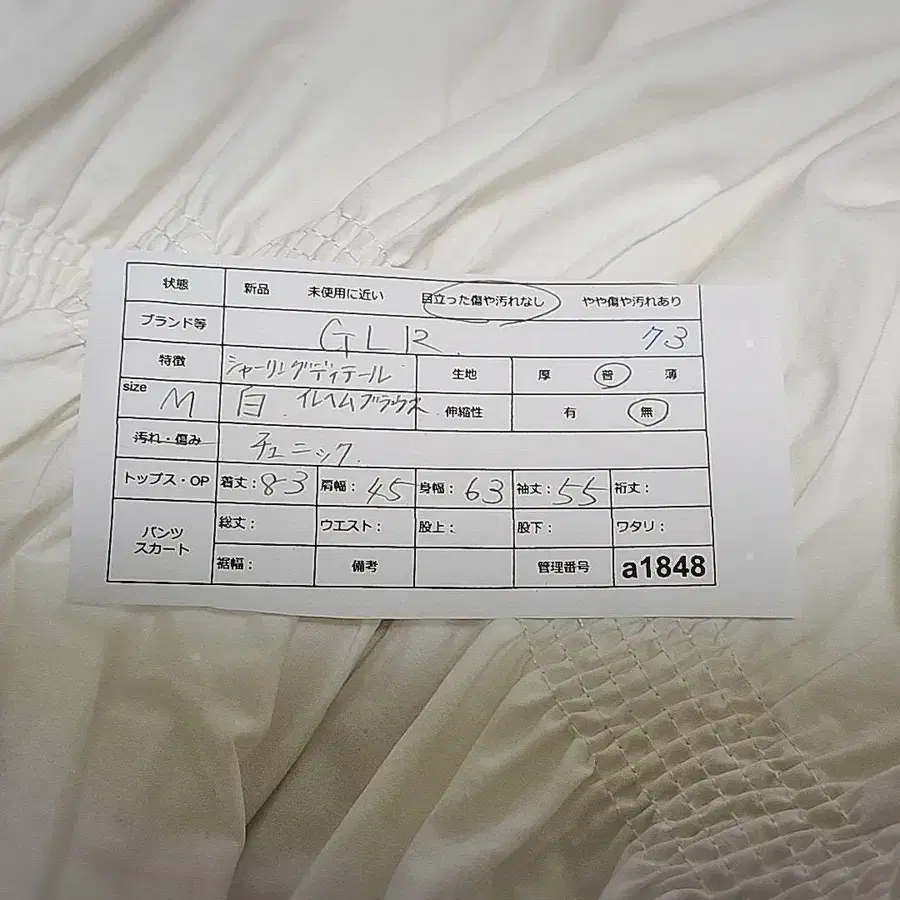 状態 新品 未使用に近い 目立った傷や汚れなし やや傷や汚れあり
ブランド等 GLR. 73
特徴 シャーリングディテール 生地 厚 普 薄
size M 白 イレヘムブラウス 伸縮性 有 無
汚れ・傷み チュニック.
トップス・OP 着丈:83 肩幅:45 身幅:63 袖丈:55 裄丈:
パンツ 総丈: ウエスト: 股上: 股下: ワタリ:
スカート 裾幅: 備考 管理番号 a1848